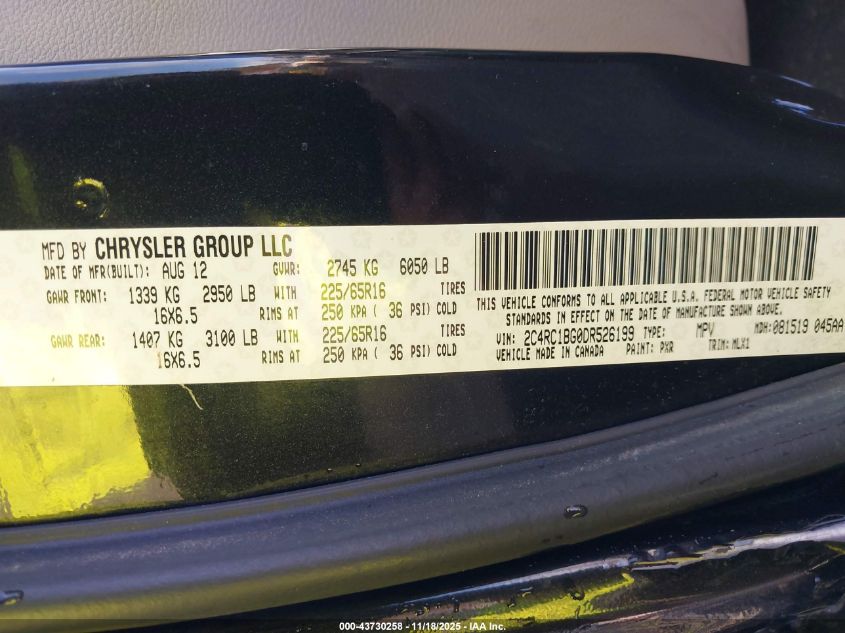 MFD BY CHRYSLER GROUP LLC
DATE OF MFR(BUILT): AUG 12 GVWR: 2745 KG 6050 LB
GAWR FRONT: 1339 KG 2950 LB WITH 225/65R16 TIRES
16X6.5 RIMS AT 250 KPA ( 36 PSI) COLD
GAWR REAR: 1407 KG 3100 LB WITH 225/65R16 TIRES
16X6.5 RIMS AT 250 KPA ( 36 PSI) COLD
THIS VEHICLE CONFORMS TO ALL APPLICABLE U.S.A. FEDERAL MOTOR VEHICLE SAFETY
STANDARDS IN EFFECT ON THE DATE OF MANUFACTURE SHOWN ABOVE.
VIN: 2C4RC1BG0DR526199 TYPE: MPV MDH: 081519 045AA
VEHICLE MADE IN CANADA PAINT: PXR TRIM: MLX1
000-43730258 - 11/18/2025 - IAA Inc.